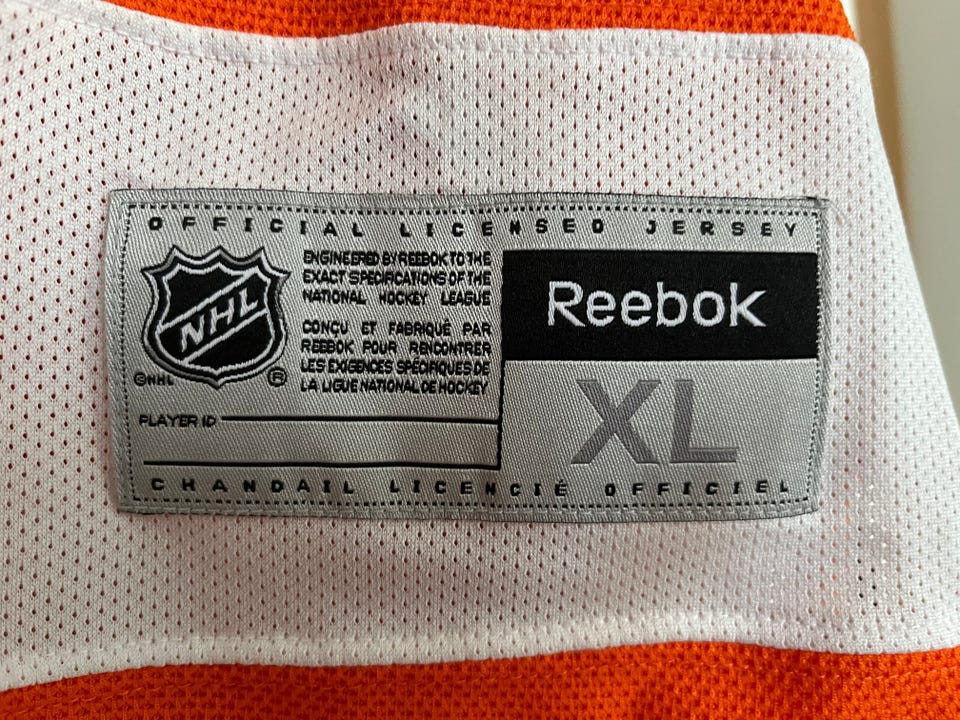 OFFICIAL LICENSED JERSEY
NHL
©NHL ®
ENGINEERED BY REEBOK TO THE
EXACT SPECIFICATIONS OF THE
NATIONAL HOCKEY LEAGUE
CONÇU ET FABRIQUÉ PAR
REEBOK POUR RENCONTRER
LES EXIGENCES SPÉCIFIQUES DE
LA LIGUE NATIONAL DE HOCKEY
Reebok
XL
PLAYER ID
CHANDAIL LICENCIÉ OFFICIEL